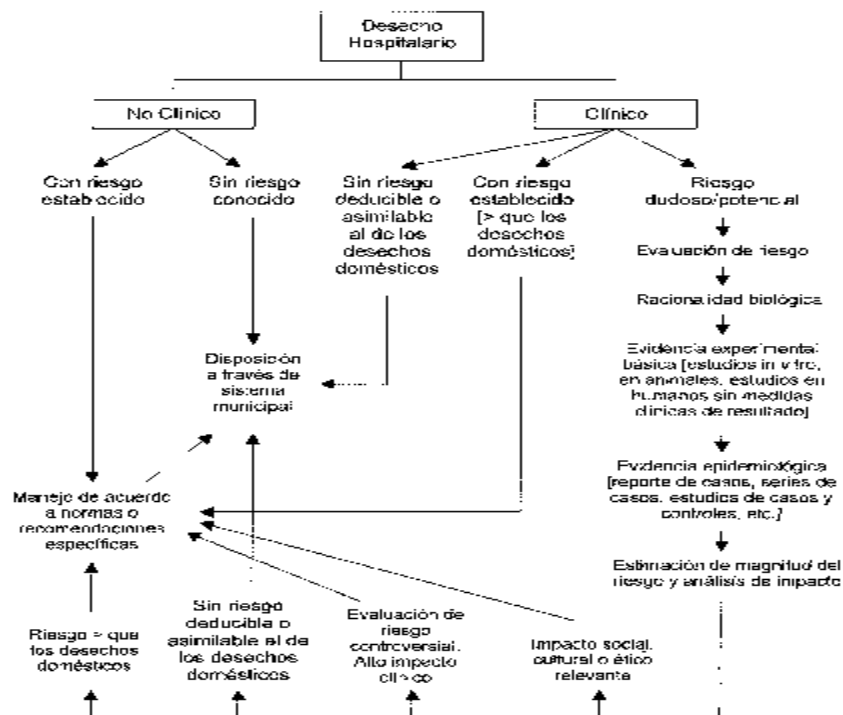 Desecho
Hospitalario
No Clínico
Clínico
Con riesgo
establecido
Sin riesgo
conocido
Sin riesgo
deducible o
asimilable
al de los
desechos
domésticos
Con riesgo
establecido
[> que los
desechos
domésticos]
Riesgo
dudoso/potencial
Evaluación de riesgo
Racionalidad biológica
Evidencia experimental
básica [estudios in vitro,
en animales, estudios en
humanos sin medidas
clínicas de resultado]
Evidencia epidemiológica
[reporte de casos, series de
casos, estudios de casos y
controles, etc.]
Estimación de magnitud del
riesgo y análisis de impacto
Disposición
a través de
sistema
municipal
Manejo de acuerdo
a normas o
recomendaciones
específicas
Riesgo > que
los desechos
domésticos
Sin riesgo
deducible o
asimilable al de
los desechos
domésticos
Evaluación de
riesgo
controversial.
Alto impacto
clínico
Impacto social,
cultural o ético
relevante